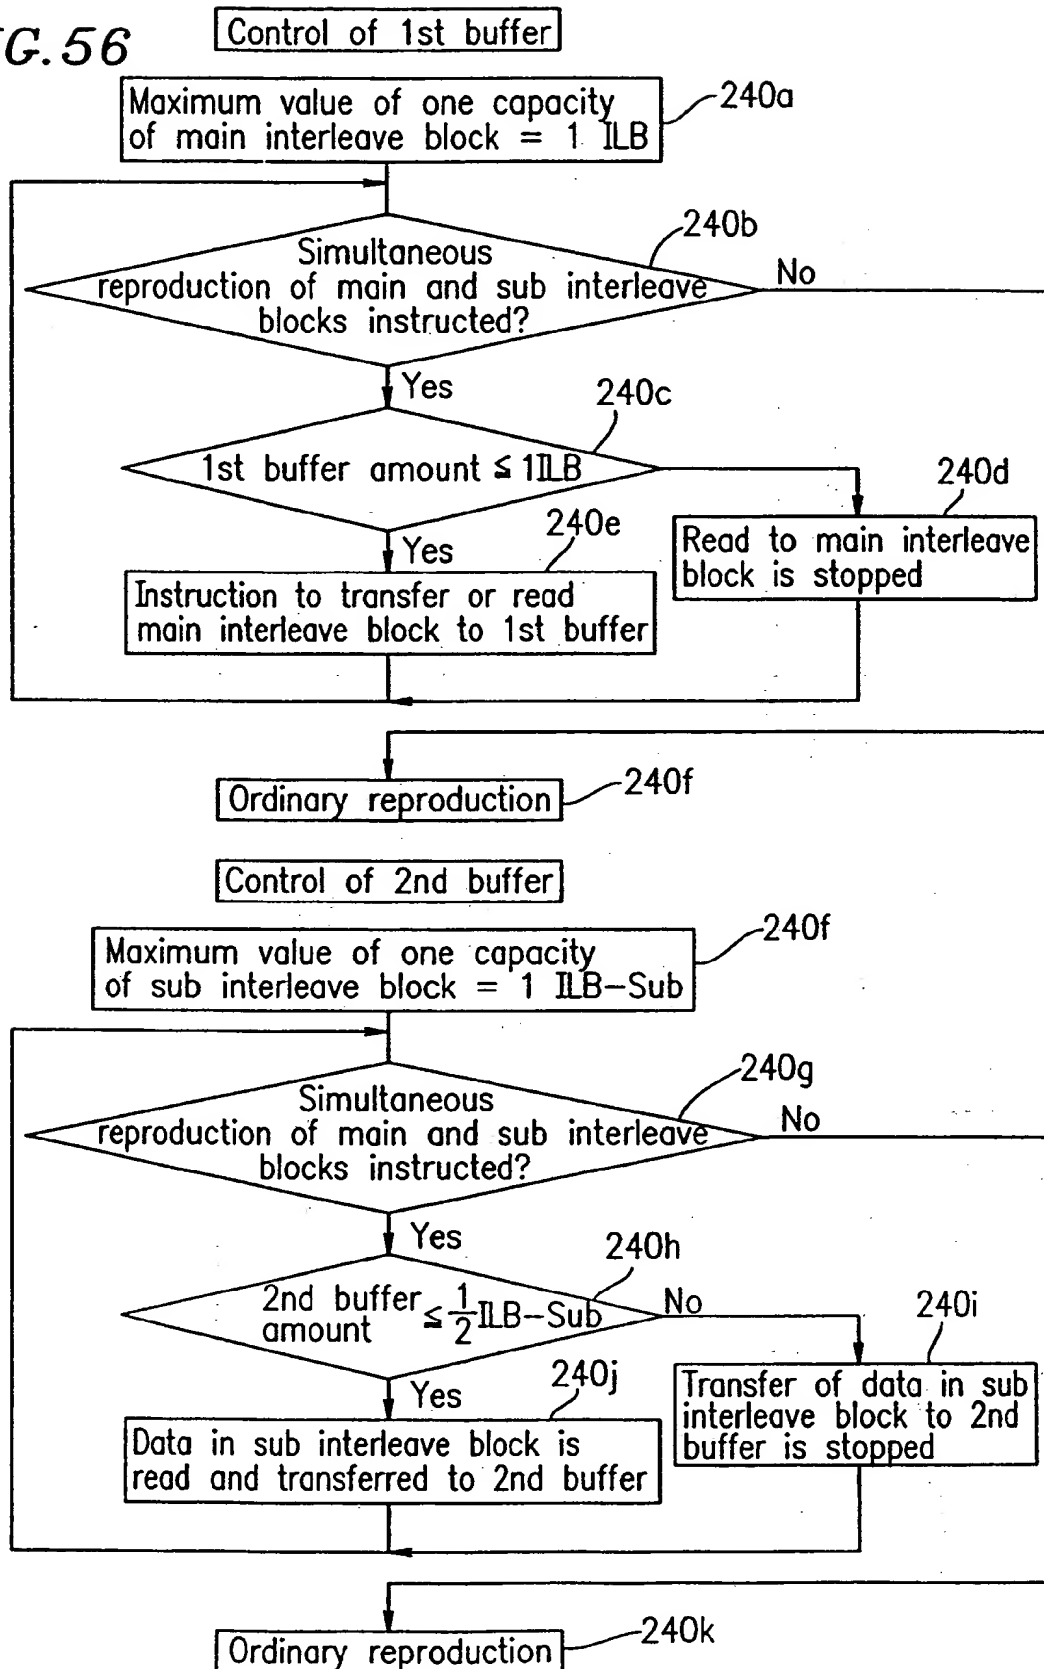 IG.56
Control of 1st buffer
Maximum value of one capacity
of main interleave block = 1 ILB
240a
240b
Simultaneous
reproduction of main and sub interleave
blocks instructed?
No
Yes
240c
1st buffer amount ≦ 1ILB
240d
Read to main interleave
block is stopped
Yes
240e
Instruction to transfer or read
main interleave block to 1st buffer
Ordinary reproduction
240f
Control of 2nd buffer
240f
Maximum value of one capacity
of sub interleave block = 1 ILB-Sub
240g
Simultaneous
reproduction of main and sub interleave
blocks instructed?
No
Yes
240h
2nd buffer
amount ≦ 1/2 ILB-Sub
No
240i
Transfer of data in sub
interleave block to 2nd
buffer is stopped
Yes
240j
Data in sub interleave block is
read and transferred to 2nd buffer
Ordinary reproduction
240k